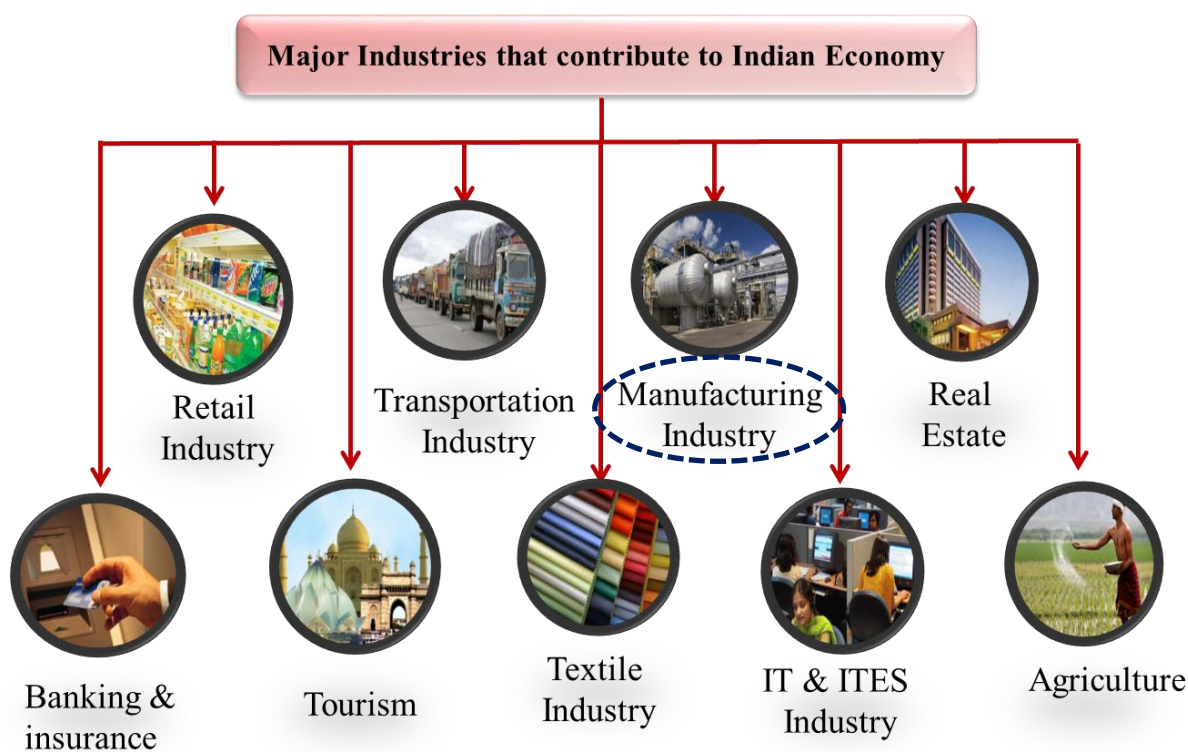 Major Industries that contribute to Indian Economy
Retail
Industry
Transportation
Industry
Manufacturing
Industry
Real
Estate
Banking &
insurance
Tourism
Textile
Industry
IT & ITES
Industry
Agriculture